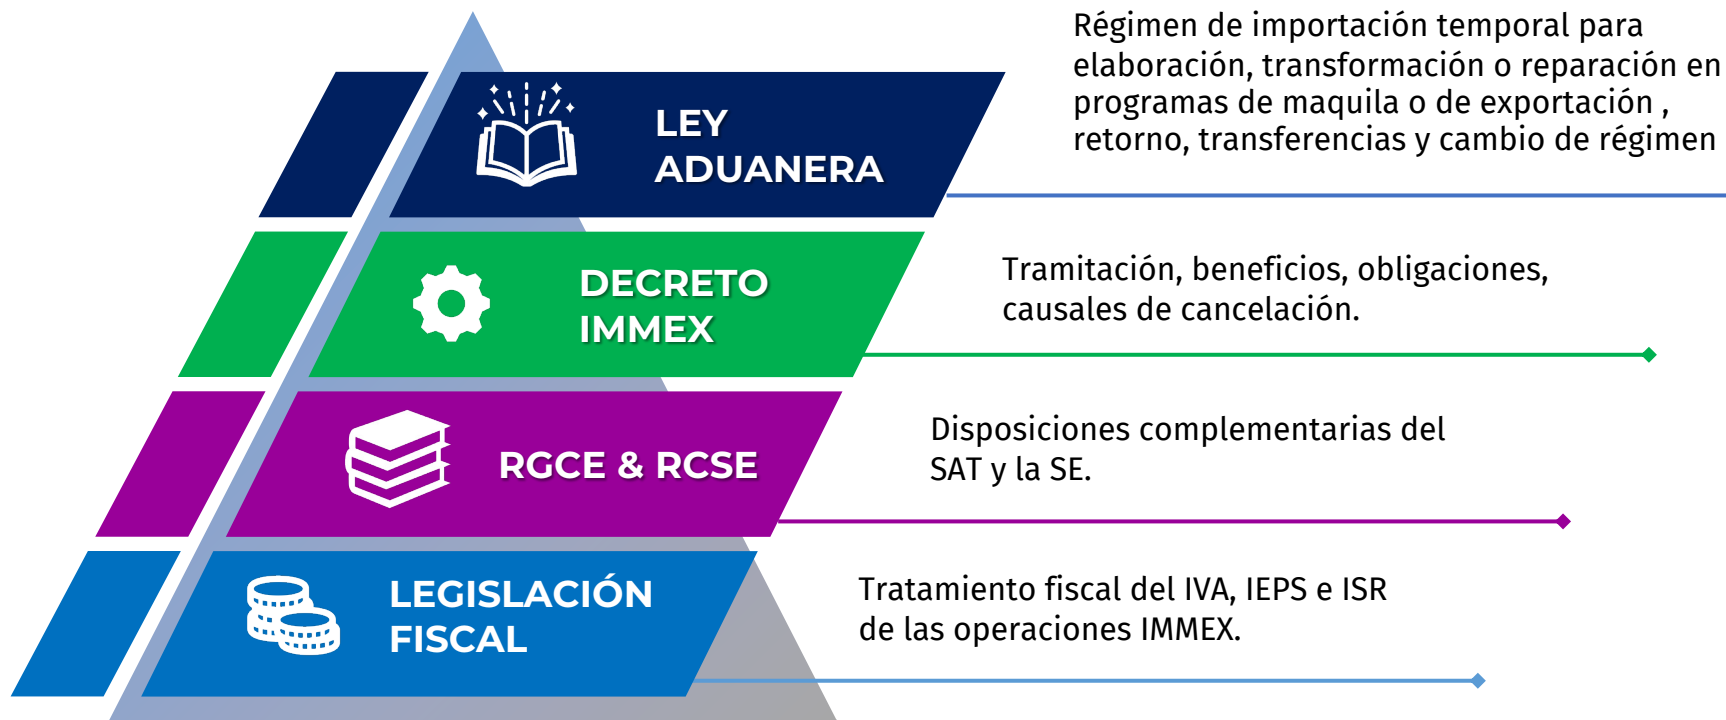 LEY
ADUANERA
Régimen de importación temporal para
elaboración, transformación o reparación en
programas de maquila o de exportación ,
retorno, transferencias y cambio de régimen
DECRETO
IMMEX
Tramitación, beneficios, obligaciones,
causales de cancelación.
RGCE & RCSE
Disposiciones complementarias del
SAT y la SE.
LEGISLACIÓN
FISCAL
Tratamiento fiscal del IVA, IEPS e ISR
de las operaciones IMMEX.